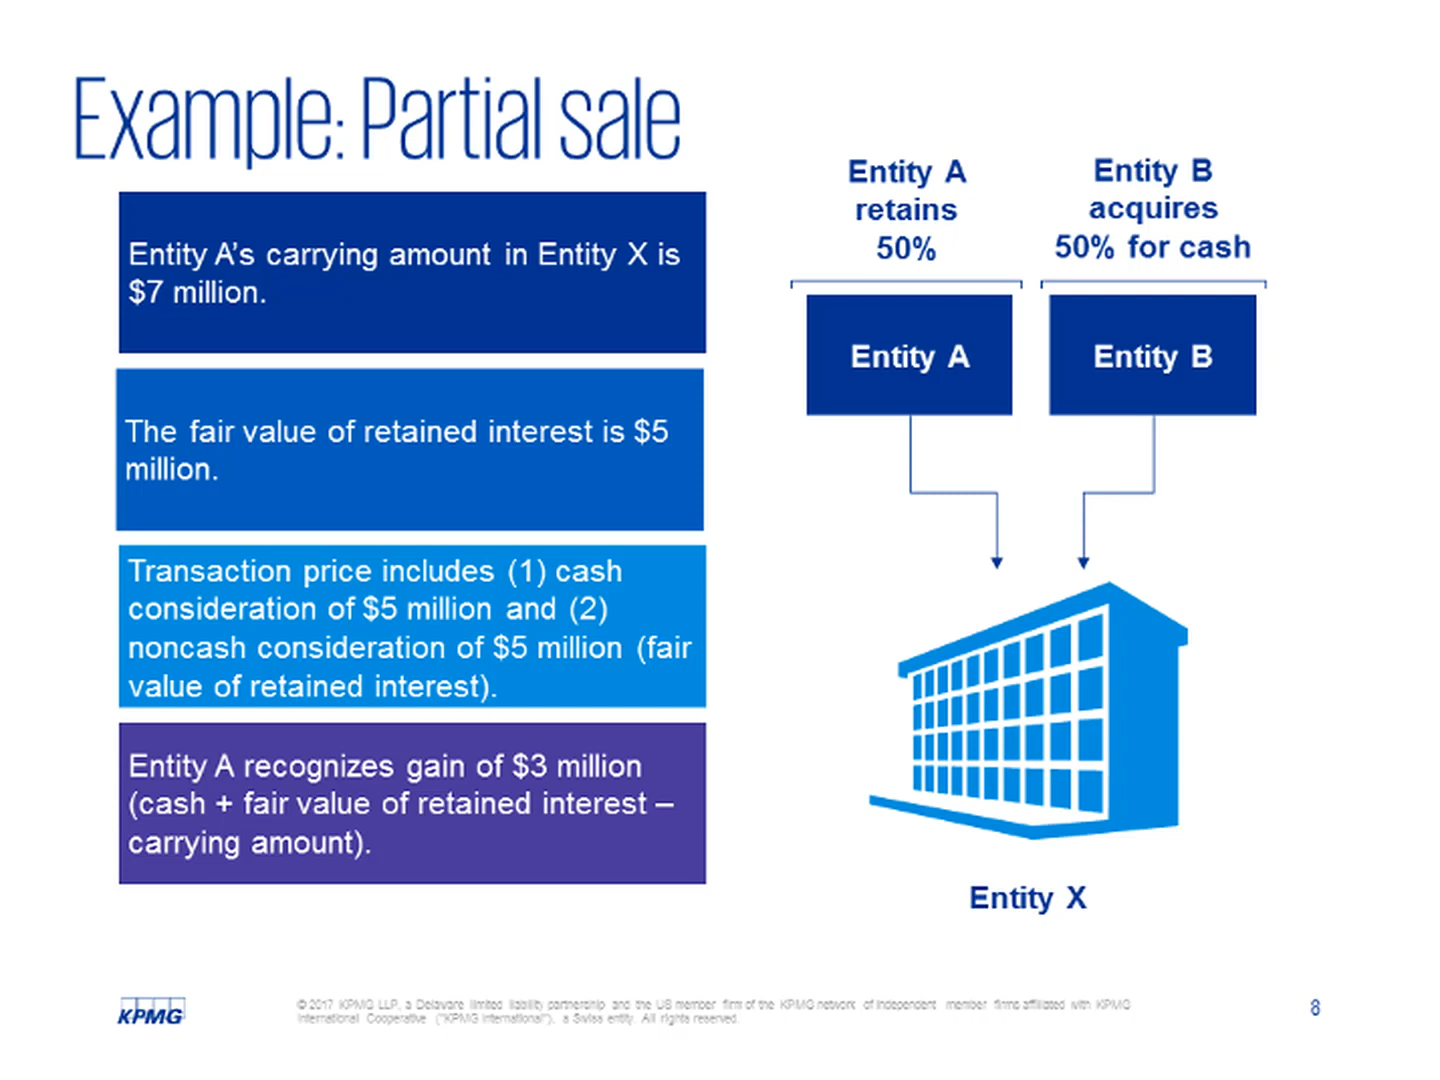 Example: Partial sale
Entity A’s carrying amount in Entity X is
$7 million.
The fair value of retained interest is $5
million.
Transaction price includes (1) cash
consideration of $5 million and (2)
noncash consideration of $5 million (fair
value of retained interest).
Entity A recognizes gain of $3 million
(cash + fair value of retained interest –
carrying amount).
Entity A
retains
50%
Entity B
acquires
50% for cash
Entity A
Entity B
Entity X
KPMG
© 2017 KPMG LLP, a Delaware limited liability partnership and the US member firm of the KPMG network of independent member firms affiliated with KPMG
International Cooperative (“KPMG International”), a Swiss entity. All rights reserved.
8